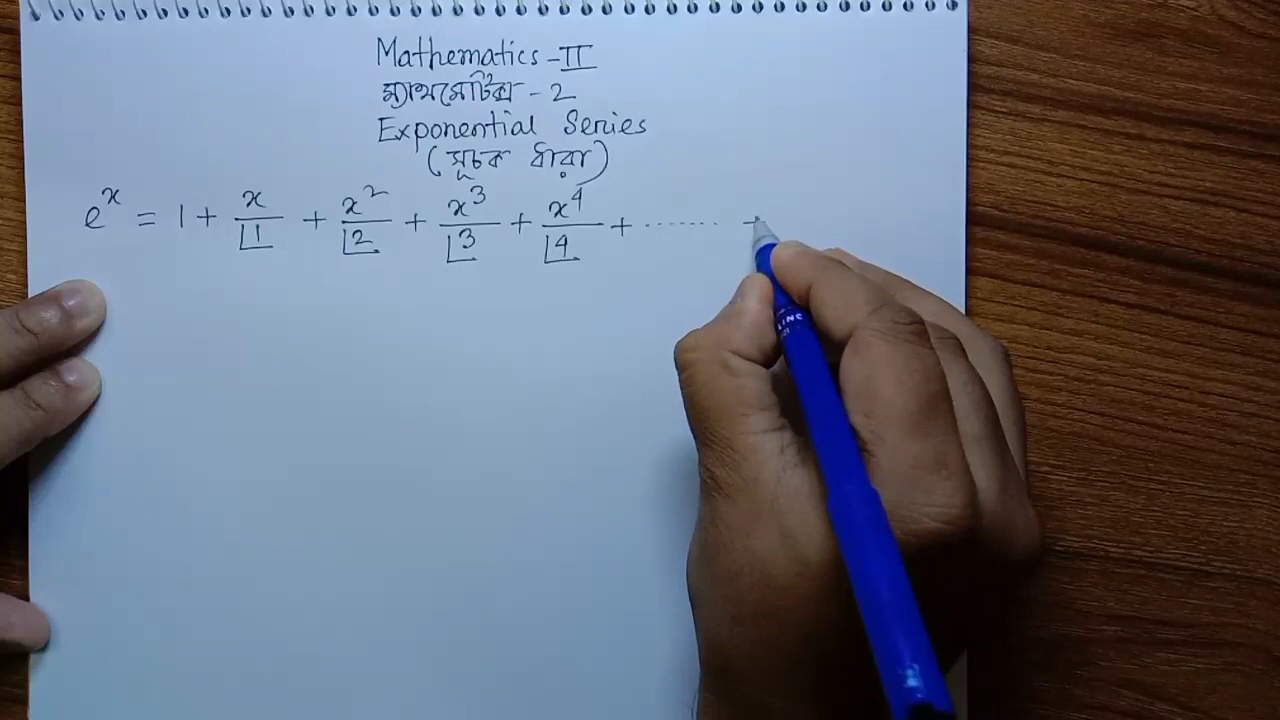 Mathematics - II
ম্যাথমেটিক্স - 2
Exponential Series
(সূচক ধারা)
e^x = 1 + x/⌊1 + x^2/⌊2 + x^3/⌊3 + x^4/⌊4 + ........ +